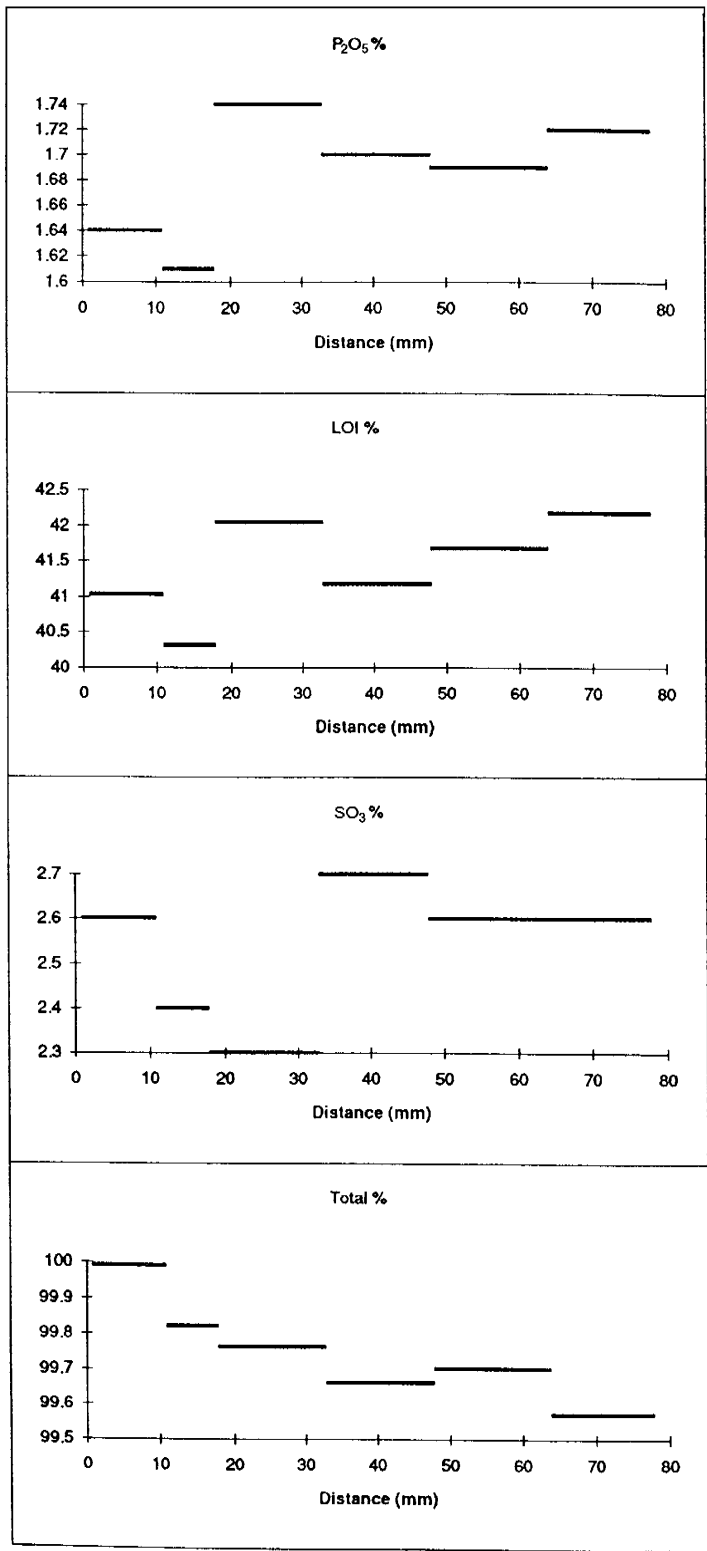 P₂O₅%
1.74
1.72
1.7
1.68
1.66
1.64
1.62
1.6
0 10 20 30 40 50 60 70 80
Distance (mm)
LOI %
42.5
42
41.5
41
40.5
40
0 10 20 30 40 50 60 70 80
Distance (mm)
SO₃%
2.7
2.6
2.5
2.4
2.3
0 10 20 30 40 50 60 70 80
Distance (mm)
Total %
100
99.9
99.8
99.7
99.6
99.5
0 10 20 30 40 50 60 70 80
Distance (mm)